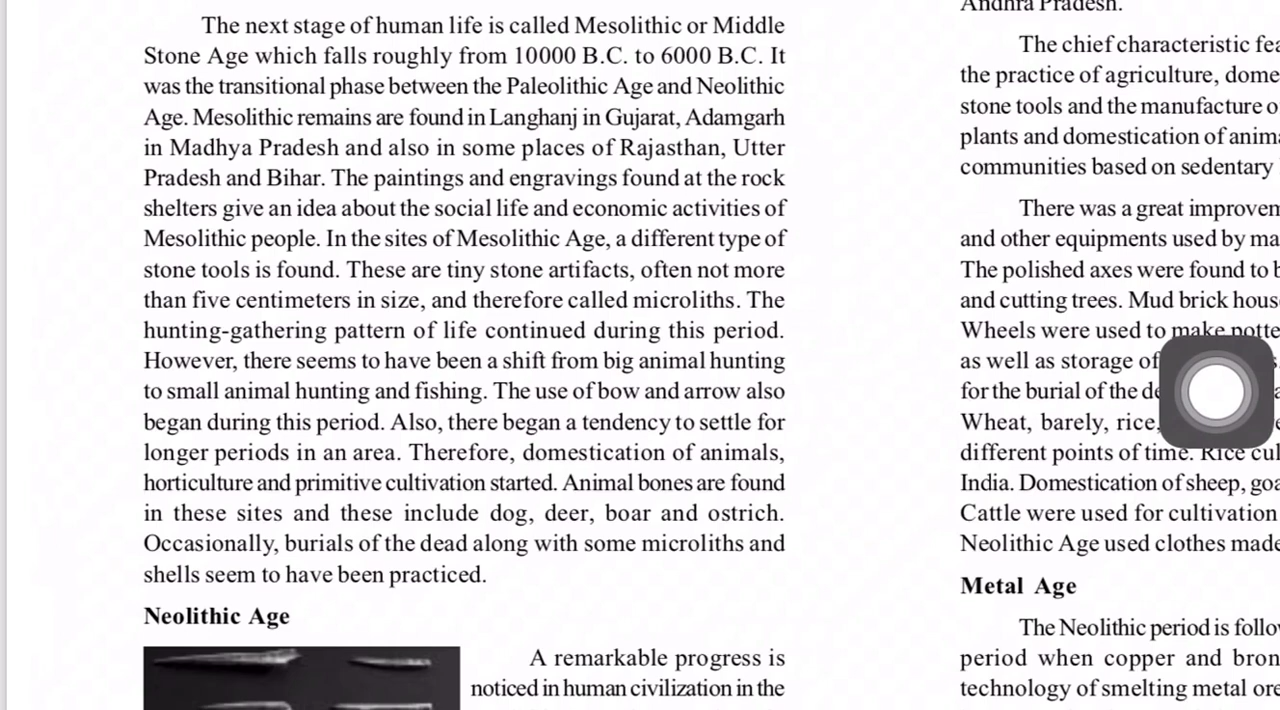 The next stage of human life is called Mesolithic or Middle
Stone Age which falls roughly from 10000 B.C. to 6000 B.C. It
was the transitional phase between the Paleolithic Age and Neolithic
Age. Mesolithic remains are found in Langhanj in Gujarat, Adamgarh
in Madhya Pradesh and also in some places of Rajasthan, Utter
Pradesh and Bihar. The paintings and engravings found at the rock
shelters give an idea about the social life and economic activities of
Mesolithic people. In the sites of Mesolithic Age, a different type of
stone tools is found. These are tiny stone artifacts, often not more
than five centimeters in size, and therefore called microliths. The
hunting-gathering pattern of life continued during this period.
However, there seems to have been a shift from big animal hunting
to small animal hunting and fishing. The use of bow and arrow also
began during this period. Also, there began a tendency to settle for
longer periods in an area. Therefore, domestication of animals,
horticulture and primitive cultivation started. Animal bones are found
in these sites and these include dog, deer, boar and ostrich.
Occasionally, burials of the dead along with some microliths and
shells seem to have been practiced.
Neolithic Age
A remarkable progress is
noticed in human civilization in the
Andhra Pradesh.
The chief characteristic
the practice of agriculture,
stone tools and the manufacture
plants and domestication of
communities based on sedentary
There was a great
and other equipments used by
The polished axes were found to
and cutting trees. Mud brick
Wheels were used to make
as well as storage of
for the burial of the
Wheat, barely, rice,
different points of time. Rice
India. Domestication of sheep,
Cattle were used for cultivation
Neolithic Age used clothes made
Metal Age
The Neolithic period is
period when copper and
technology of smelting metal